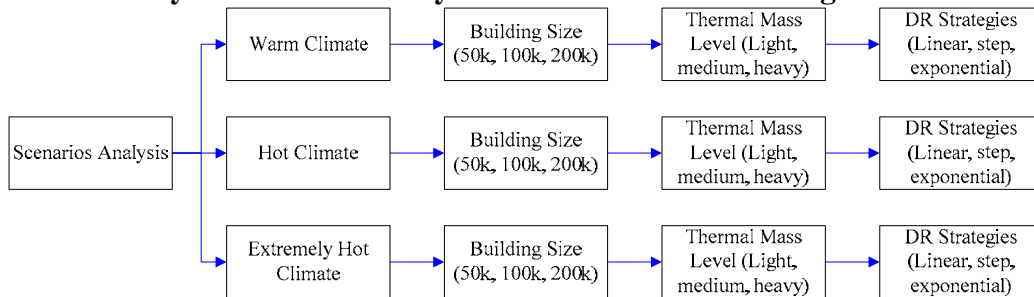 Warm Climate
Building Size
(50k, 100k, 200k)
Thermal Mass
Level (Light,
medium, heavy)
DR Strategies
(Linear, step,
exponential)
Scenarios Analysis
Hot Climate
Building Size
(50k, 100k, 200k)
Thermal Mass
Level (Light,
medium, heavy)
DR Strategies
(Linear, step,
exponential)
Extremely Hot
Climate
Building Size
(50k, 100k, 200k)
Thermal Mass
Level (Light,
medium, heavy)
DR Strategies
(Linear, step,
exponential)